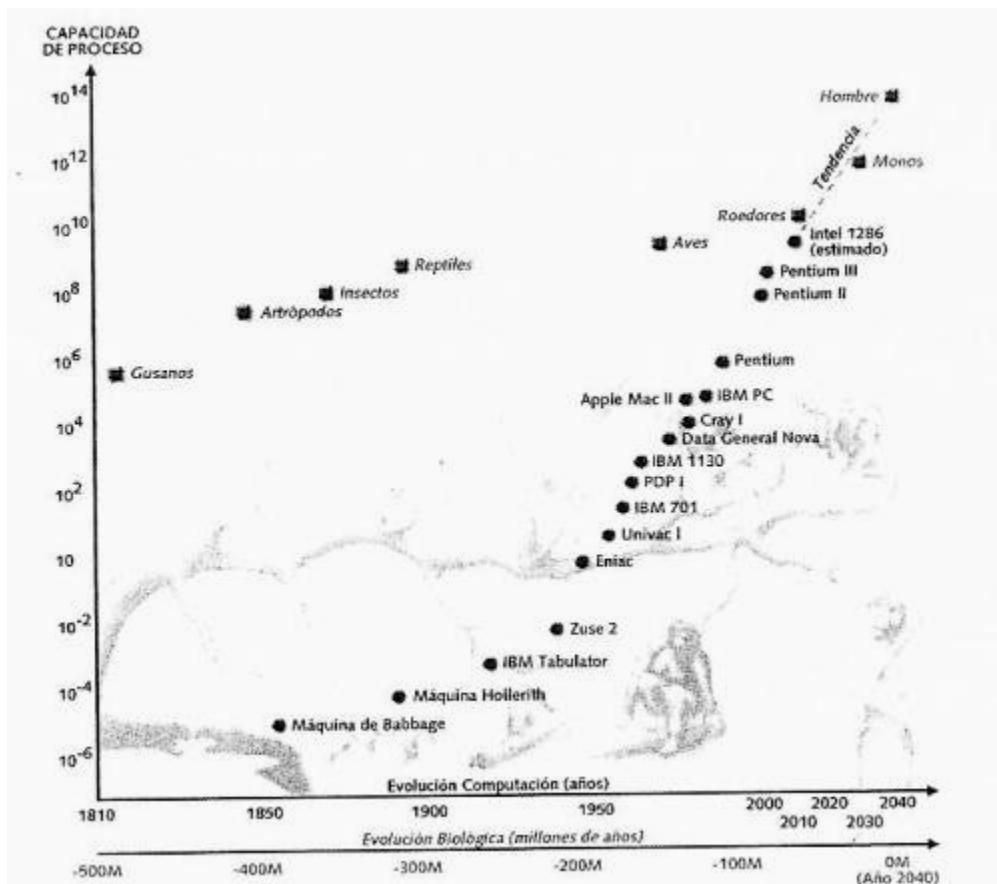 CAPACIDAD
DE PROCESO
10¹⁴
Hombre
Tendencia
10¹²
Monos
Roedores
10¹⁰
Intel 1286
(estimado)
Aves
Reptiles
Pentium III
10⁸
Insectos
Pentium II
Artròpodos
10⁶
Pentium
Gusanos
Apple Mac II
IBM PC
Cray I
10⁴
Data General Nova
IBM 1130
10²
PDP I
IBM 701
Univac I
10
Eniac
10⁻²
Zuse 2
IBM Tabulator
10⁻⁴
Máquina Hollerith
Máquina de Babbage
10⁻⁶
Evolución Computación (años)
1810 1850 1900 1950 2000 2020 2040
2010 2030
Evolución Biològica (millones de años)
-500M -400M -300M -200M -100M 0M
(Año 2040)